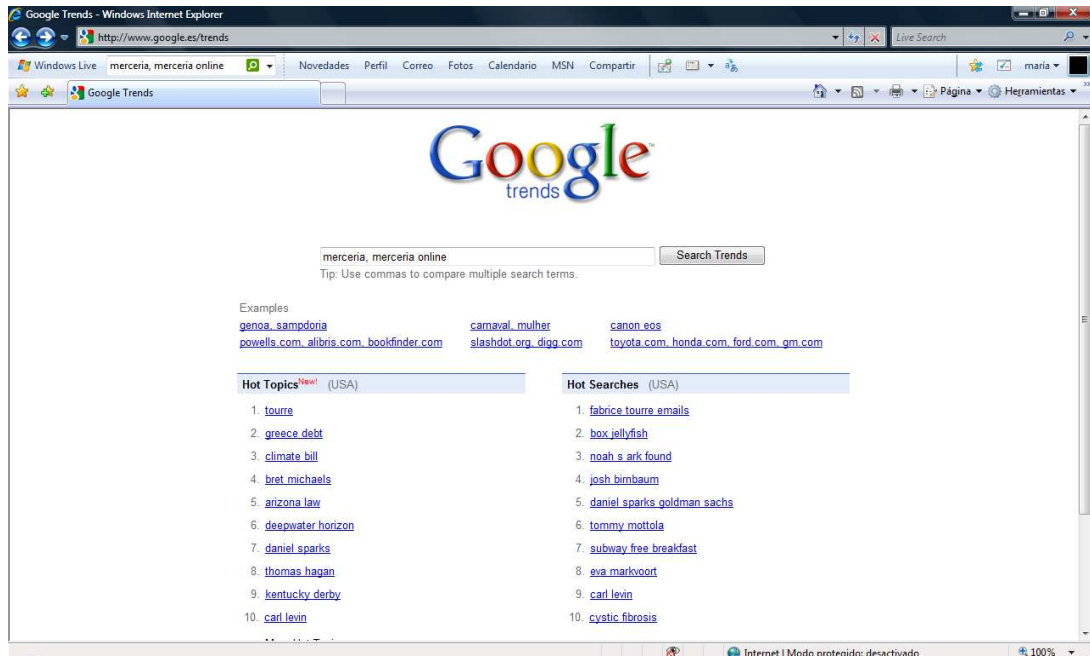 Google Trends - Windows Internet Explorer
http://www.google.es/trends
Live Search
Windows Live merceria, merceria online Novedades Perfil Correo Fotos Calendario MSN Compartir maria
Google Trends Página Herramientas
Google
trends
merceria, merceria online Search Trends
Tip: Use commas to compare multiple search terms.
Examples
genoa, sampdoria carnaval, mulher canon eos
powells.com, alibris.com, bookfinder.com slashdot.org, digg.com toyota.com, honda.com, ford.com, gm.com
Hot Topics New! (USA)
1. tourre
2. greece debt
3. climate bill
4. bret michaels
5. arizona law
6. deepwater horizon
7. daniel sparks
8. thomas hagan
9. kentucky derby
10. carl levin
Hot Searches (USA)
1. fabrice tourre emails
2. box jellyfish
3. noah s ark found
4. josh birnbaum
5. daniel sparks goldman sachs
6. tommy mottola
7. subway free breakfast
8. eva markvoort
9. carl levin
10. cystic fibrosis
Internet | Modo protegido: desactivado 100%